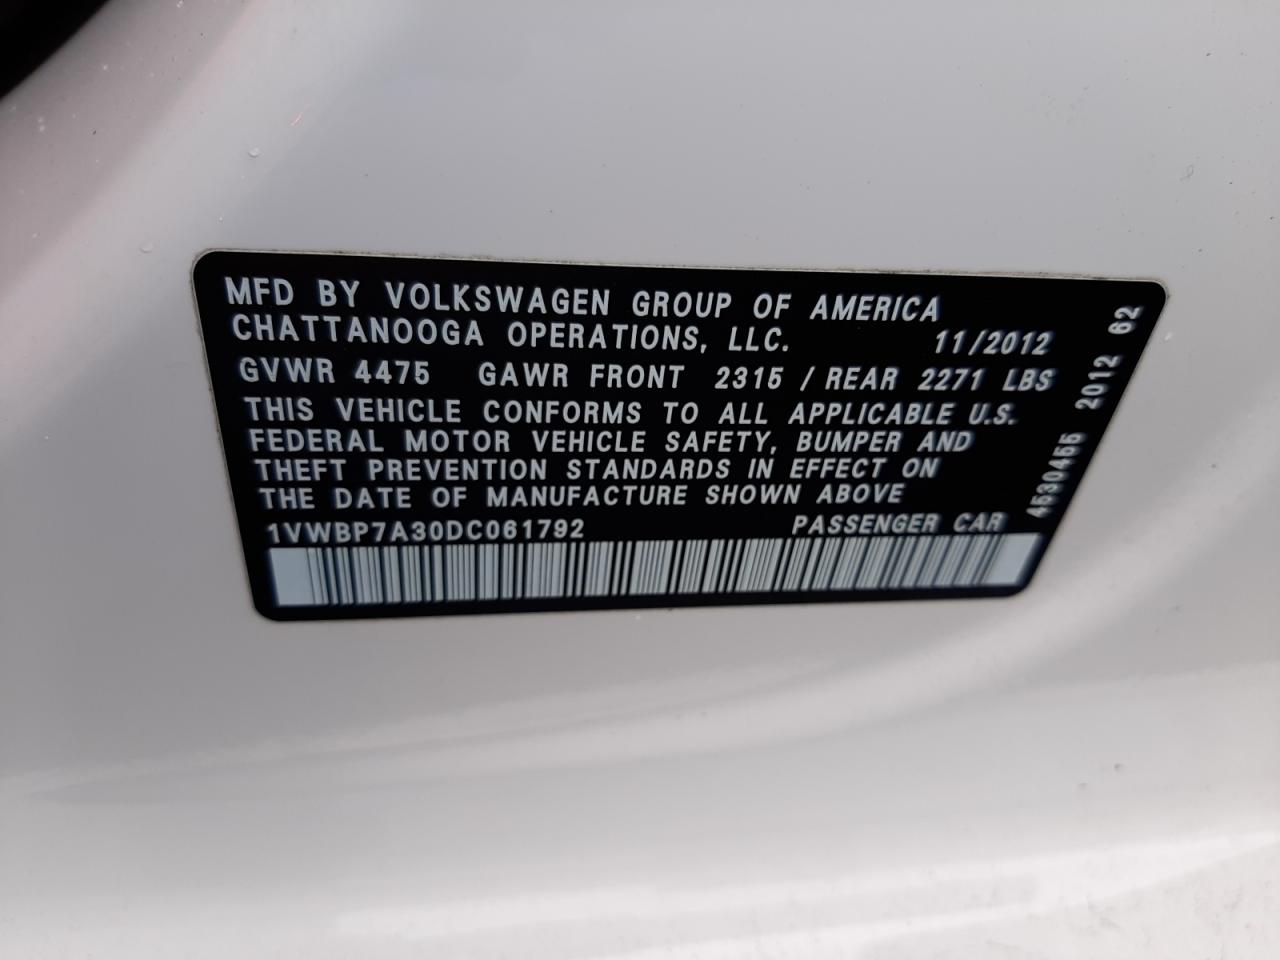 MFD BY VOLKSWAGEN GROUP OF AMERICA
CHATTANOOGA OPERATIONS, LLC. 11/2012
GVWR 4475 GAWR FRONT 2315 / REAR 2271 LBS
THIS VEHICLE CONFORMS TO ALL APPLICABLE U.S.
FEDERAL MOTOR VEHICLE SAFETY, BUMPER AND
THEFT PREVENTION STANDARDS IN EFFECT ON
THE DATE OF MANUFACTURE SHOWN ABOVE
1VWBP7A30DC061792 PASSENGER CAR
4530455 2012 62